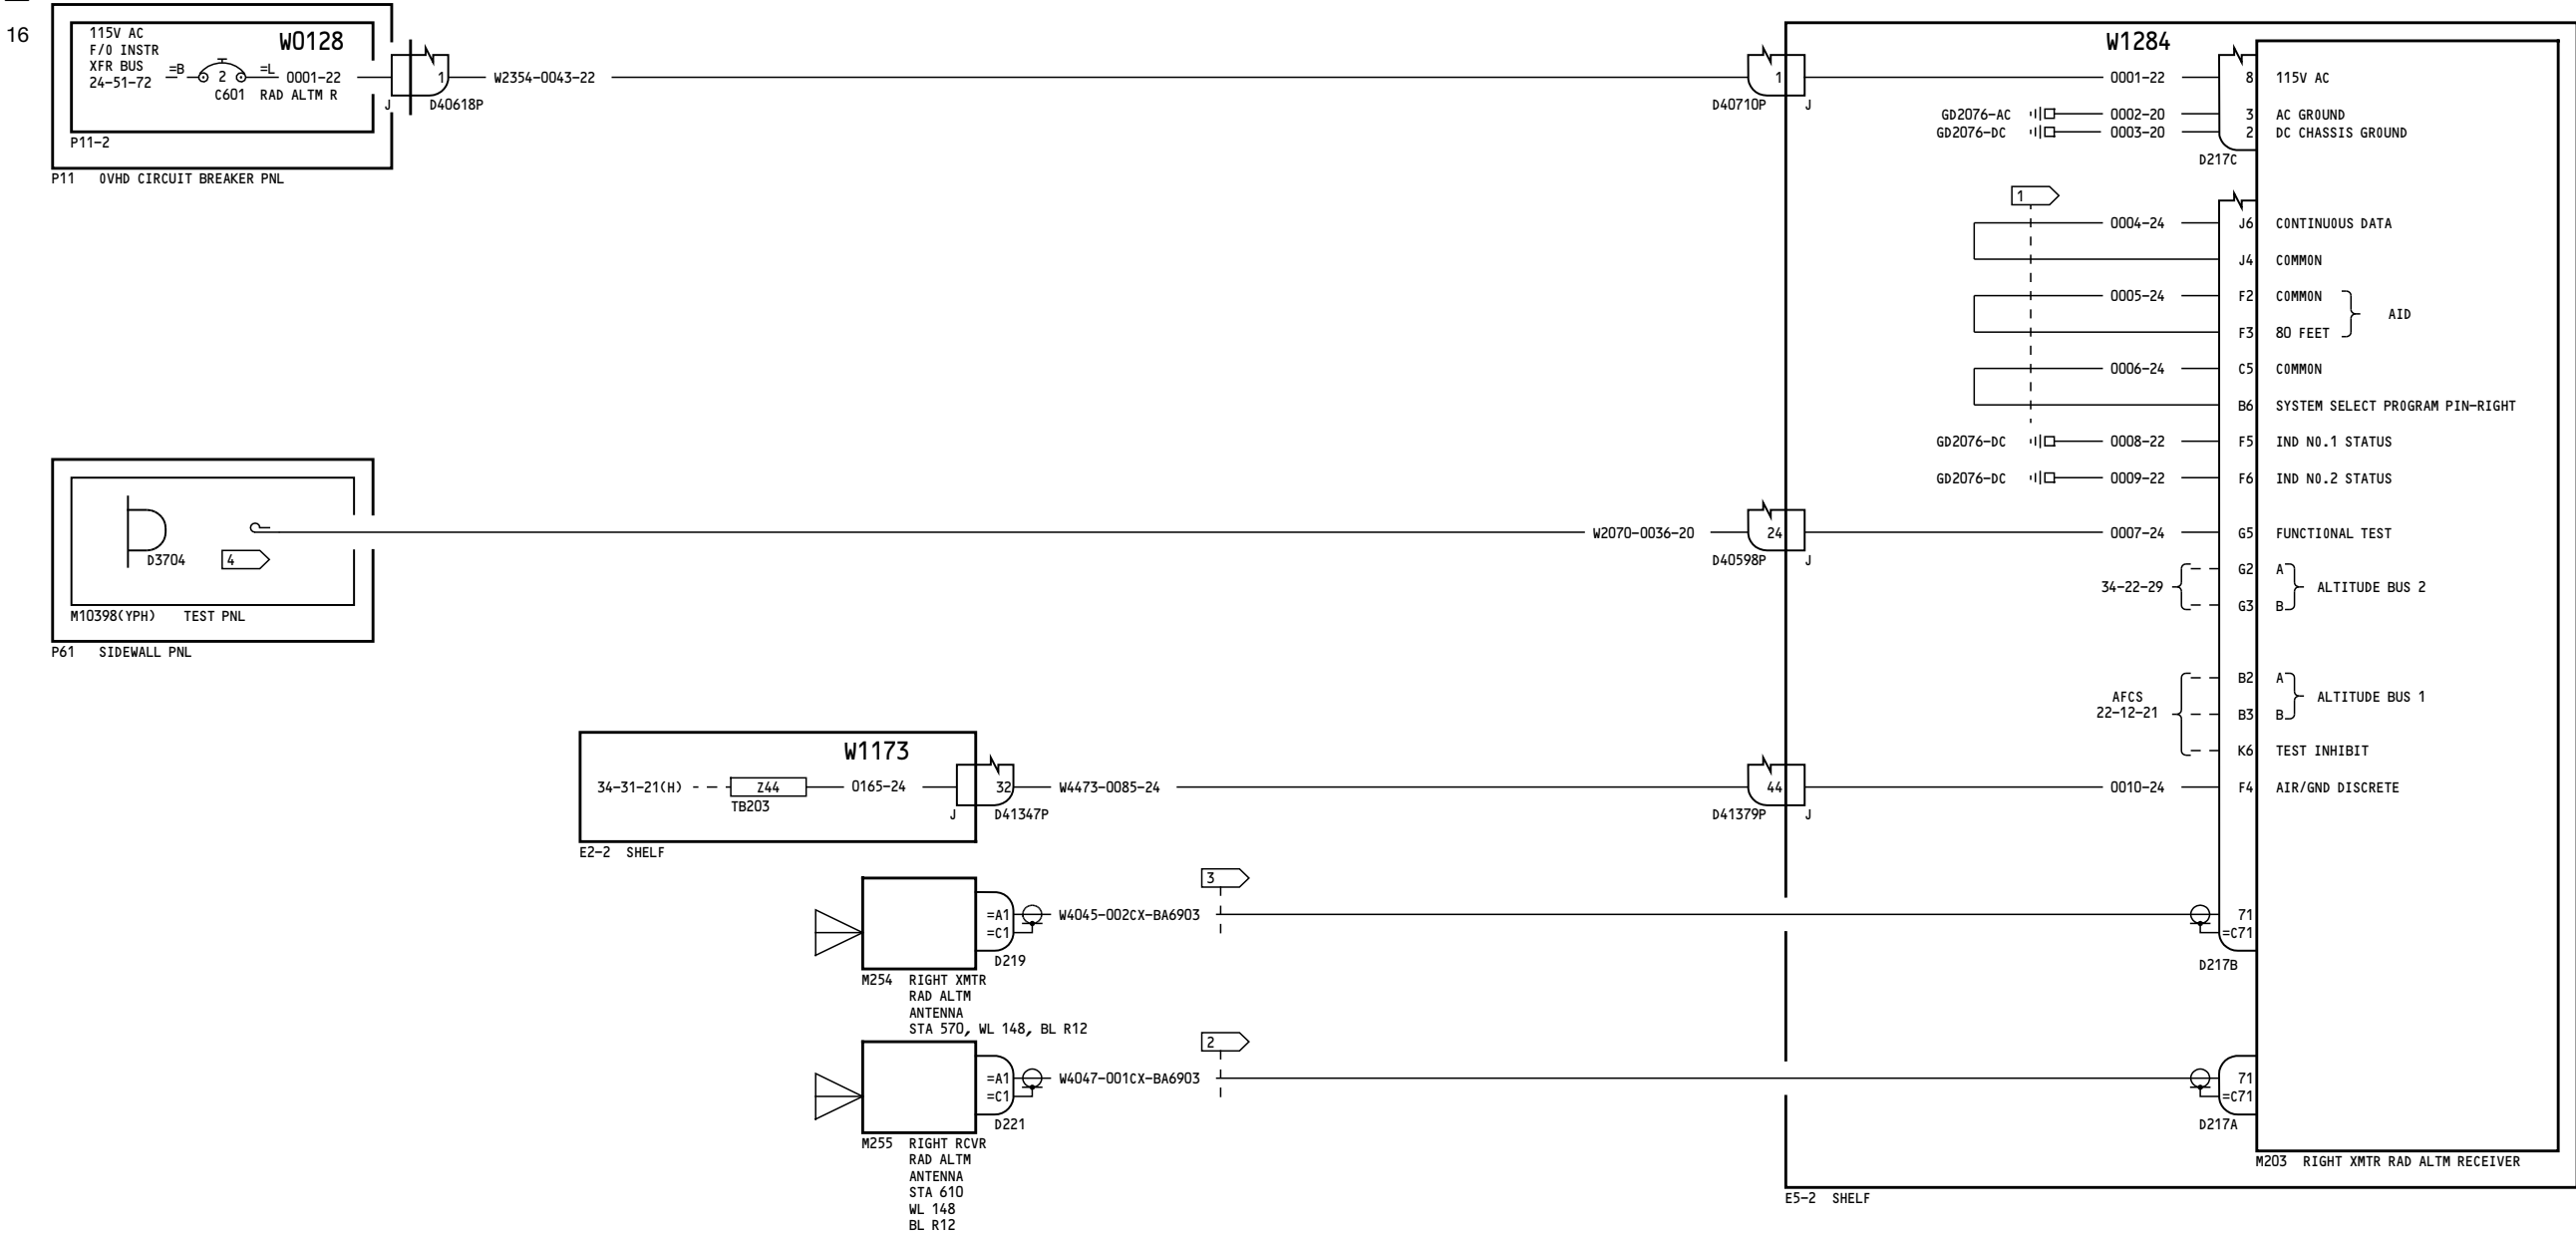 16
115V AC
F/O INSTR
XFR BUS
24-51-72
W0128
=B
2
=L
0001-22
C601
RAD ALTM R
P11-2
P11 OVHD CIRCUIT BREAKER PNL
J
1
D40618P
W2354-0043-22
1
D40710P
J
W1284
0001-22
8
115V AC
GD2076-AC
0002-20
3
AC GROUND
GD2076-DC
0003-20
2
DC CHASSIS GROUND
D217C
1
0004-24
J6
CONTINUOUS DATA
J4
COMMON
0005-24
F2
COMMON
AID
F3
80 FEET
0006-24
C5
COMMON
B6
SYSTEM SELECT PROGRAM PIN-RIGHT
GD2076-DC
0008-22
F5
IND NO.1 STATUS
GD2076-DC
0009-22
F6
IND NO.2 STATUS
D3704
4
M10398(YPH) TEST PNL
P61 SIDEWALL PNL
W2070-0036-20
24
D40598P
J
0007-24
G5
FUNCTIONAL TEST
34-22-29
G2
A
ALTITUDE BUS 2
G3
B
AFCS
22-12-21
B2
A
ALTITUDE BUS 1
B3
B
K6
TEST INHIBIT
W1173
34-31-21(H)
Z44
TB203
0165-24
J
32
D41347P
W4473-0085-24
44
D41379P
J
0010-24
F4
AIR/GND DISCRETE
E2-2 SHELF
3
=A1
=C1
W4045-002CX-BA6903
D219
71
=C71
D217B
M254 RIGHT XMTR
RAD ALTM
ANTENNA
STA 570, WL 148, BL R12
2
=A1
=C1
W4047-001CX-BA6903
D221
71
=C71
D217A
M255 RIGHT RCVR
RAD ALTM
ANTENNA
STA 610
WL 148
BL R12
M203 RIGHT XMTR RAD ALTM RECEIVER
E5-2 SHELF